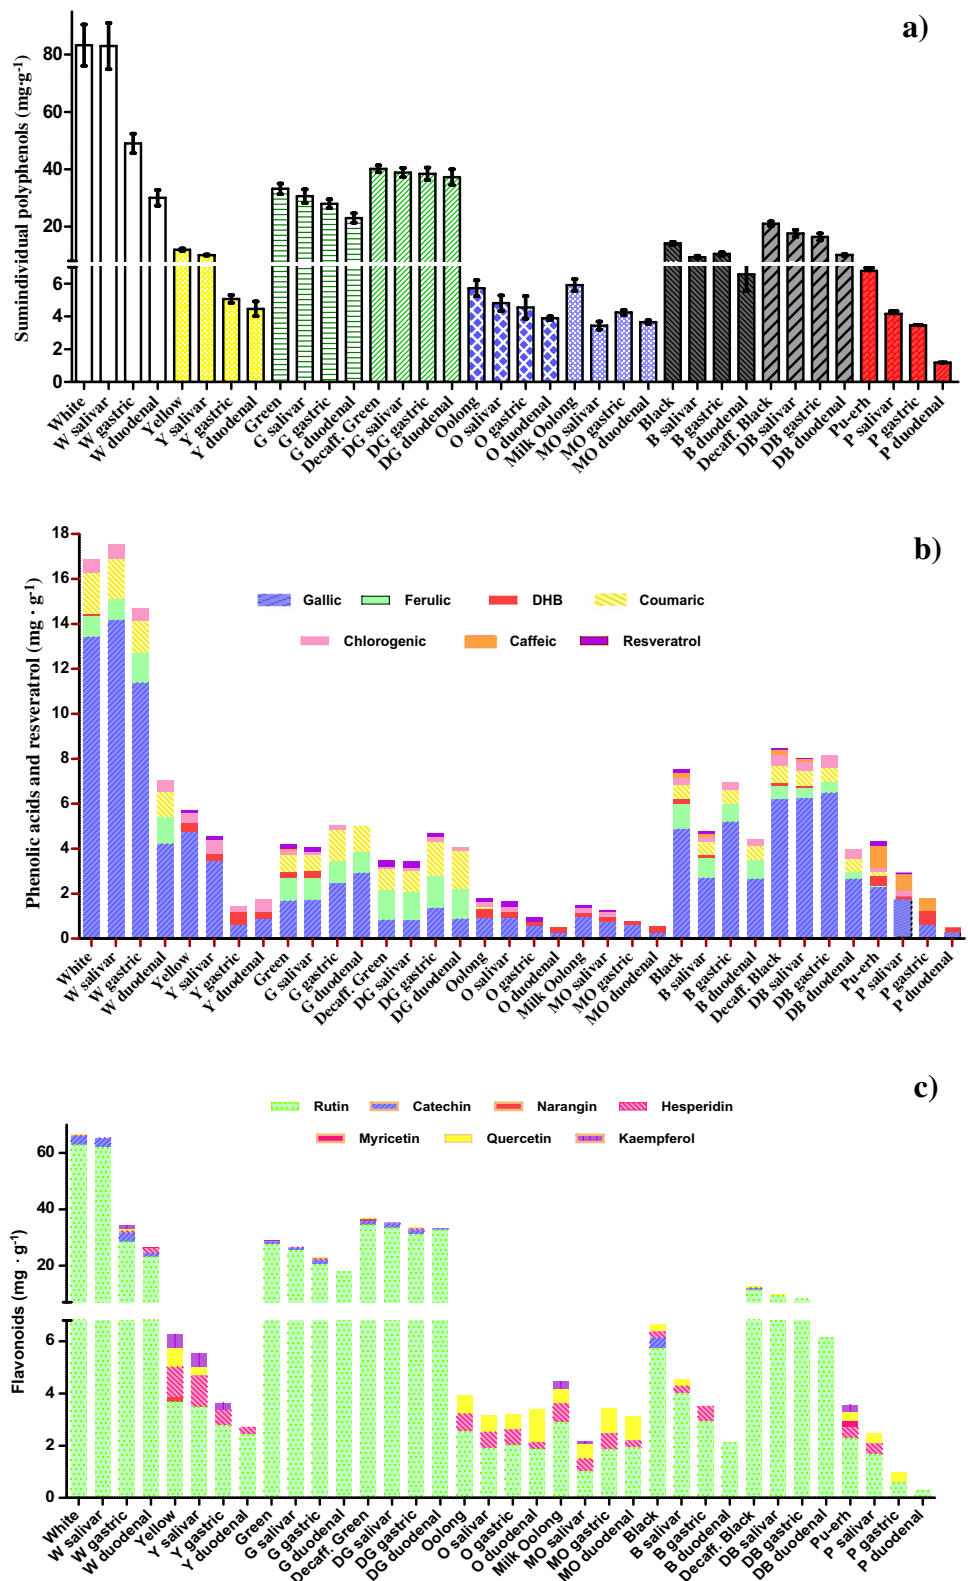 a)
Sumindividual polyphenols (mg·g⁻¹)
80
60
40
20
6
4
2
0
White
W salivar
W gastric
W duodenal
Yellow
Y salivar
Y gastric
Y duodenal
Green
G salivar
G gastric
G duodenal
Decaff. Green
DG salivar
DG gastric
DG duodenal
Oolong
O salivar
O gastric
O duodenal
Milk Oolong
MO salivar
MO gastric
MO duodenal
Black
B salivar
B gastric
B duodenal
Decaff. Black
DB salivar
DB gastric
DB duodenal
Pu-erh
P salivar
P gastric
P duodenal
b)
Phenolic acids and resveratrol (mg · g⁻¹)
18
16
14
12
10
8
6
4
2
0
Gallic Ferulic DHB Coumaric
Chlorogenic Caffeic Resveratrol
White
W salivar
W gastric
W duodenal
Yellow
Y salivar
Y gastric
Y duodenal
Green
G salivar
G gastric
G duodenal
Decaff. Green
DG salivar
DG gastric
DG duodenal
Oolong
O salivar
O gastric
O duodenal
Milk Oolong
MO salivar
MO gastric
MO duodenal
Black
B salivar
B gastric
B duodenal
Decaff. Black
DB salivar
DB gastric
DB duodenal
Pu-erh
P salivar
P gastric
P duodenal
c)
Rutin Catechin Narangin Hesperidin
Myricetin Quercetin Kaempferol
Flavonoids (mg · g⁻¹)
60
40
20
6
4
2
0
White
W salivar
W gastric
W duodenal
Yellow
Y salivar
Y gastric
Y duodenal
Green
G salivar
G gastric
G duodenal
Decaff. Green
DG salivar
DG gastric
DG duodenal
Oolong
O salivar
O gastric
O duodenal
Milk Oolong
MO salivar
MO gastric
MO duodenal
Black
B salivar
B gastric
B duodenal
Decaff. Black
DB salivar
DB gastric
DB duodenal
Pu-erh
P salivar
P gastric
P duodenal